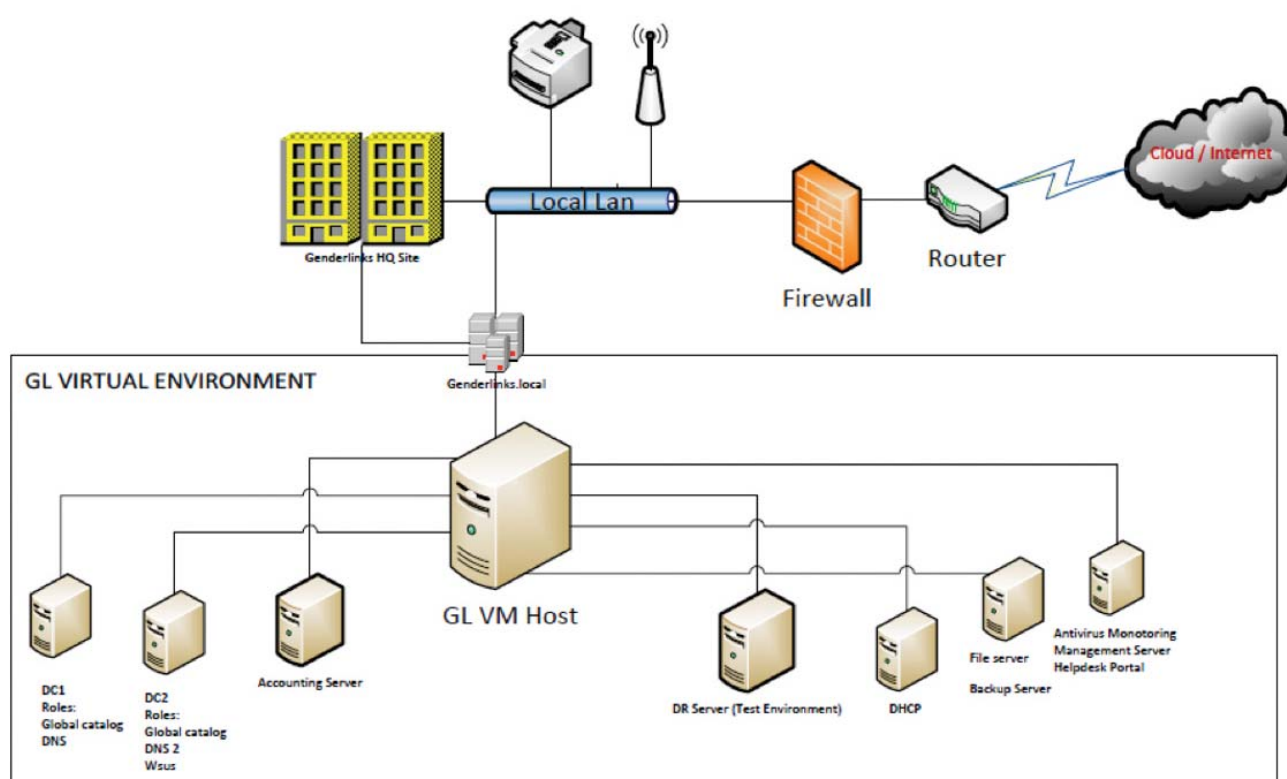 Cloud / Internet
Local Lan
Genderlinks HQ Site
Router
Firewall
GL VIRTUAL ENVIRONMENT
Genderlinks.local
GL VM Host
DC1
Roles:
Global catalog
DNS
DC2
Roles:
Global catalog
DNS 2
Wsus
Accounting Server
DR Server (Test Environment)
DHCP
File server
Backup Server
Antivirus Monotoring
Management Server
Helpdesk Portal